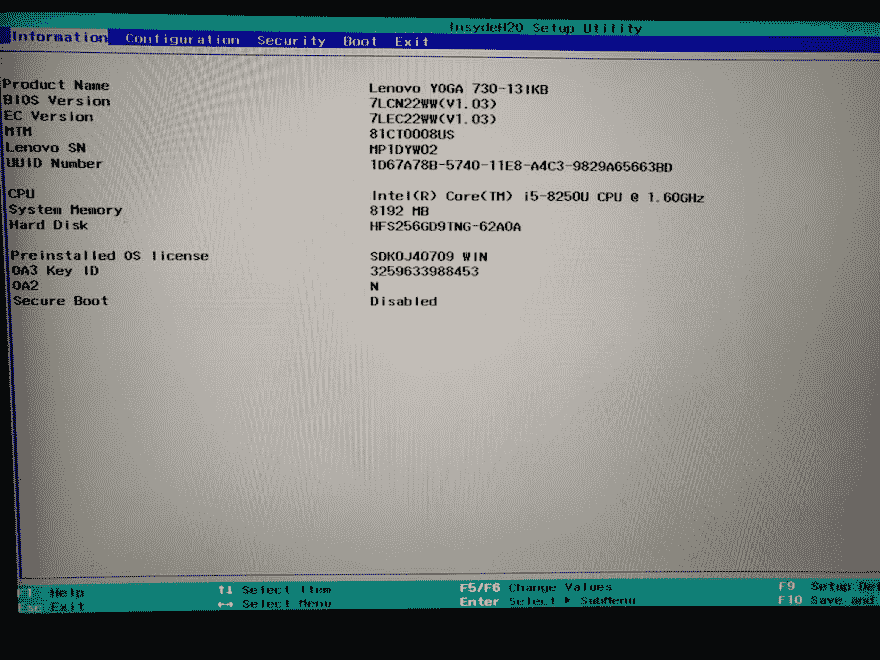 InsydeH20 Setup Utility
Information Configuration Security Boot Exit
Product Name Lenovo YOGA 730-13IKB
BIOS Version 7LCN22WW(V1.03)
EC Version 7LEC22WW(V1.03)
MTM 81CT0008US
Lenovo SN MP1DYW02
UUID Number 1D67A78B-5740-11E8-A4C3-9829A65663BD
CPU Intel(R) Core(TM) i5-8250U CPU @ 1.60GHz
System Memory 8192 MB
Hard Disk HFS256GD9TNG-62A0A
Preinstalled OS license SDK0J40709 WIN
OA3 Key ID 3259633988453
OA2 N
Secure Boot Disabled
F1 Help ↑↓ Select Item F5/F6 Change Values F9 Setup De
Esc Exit ↔ Select Menu Enter Select ▶ SubMenu F10 Save and